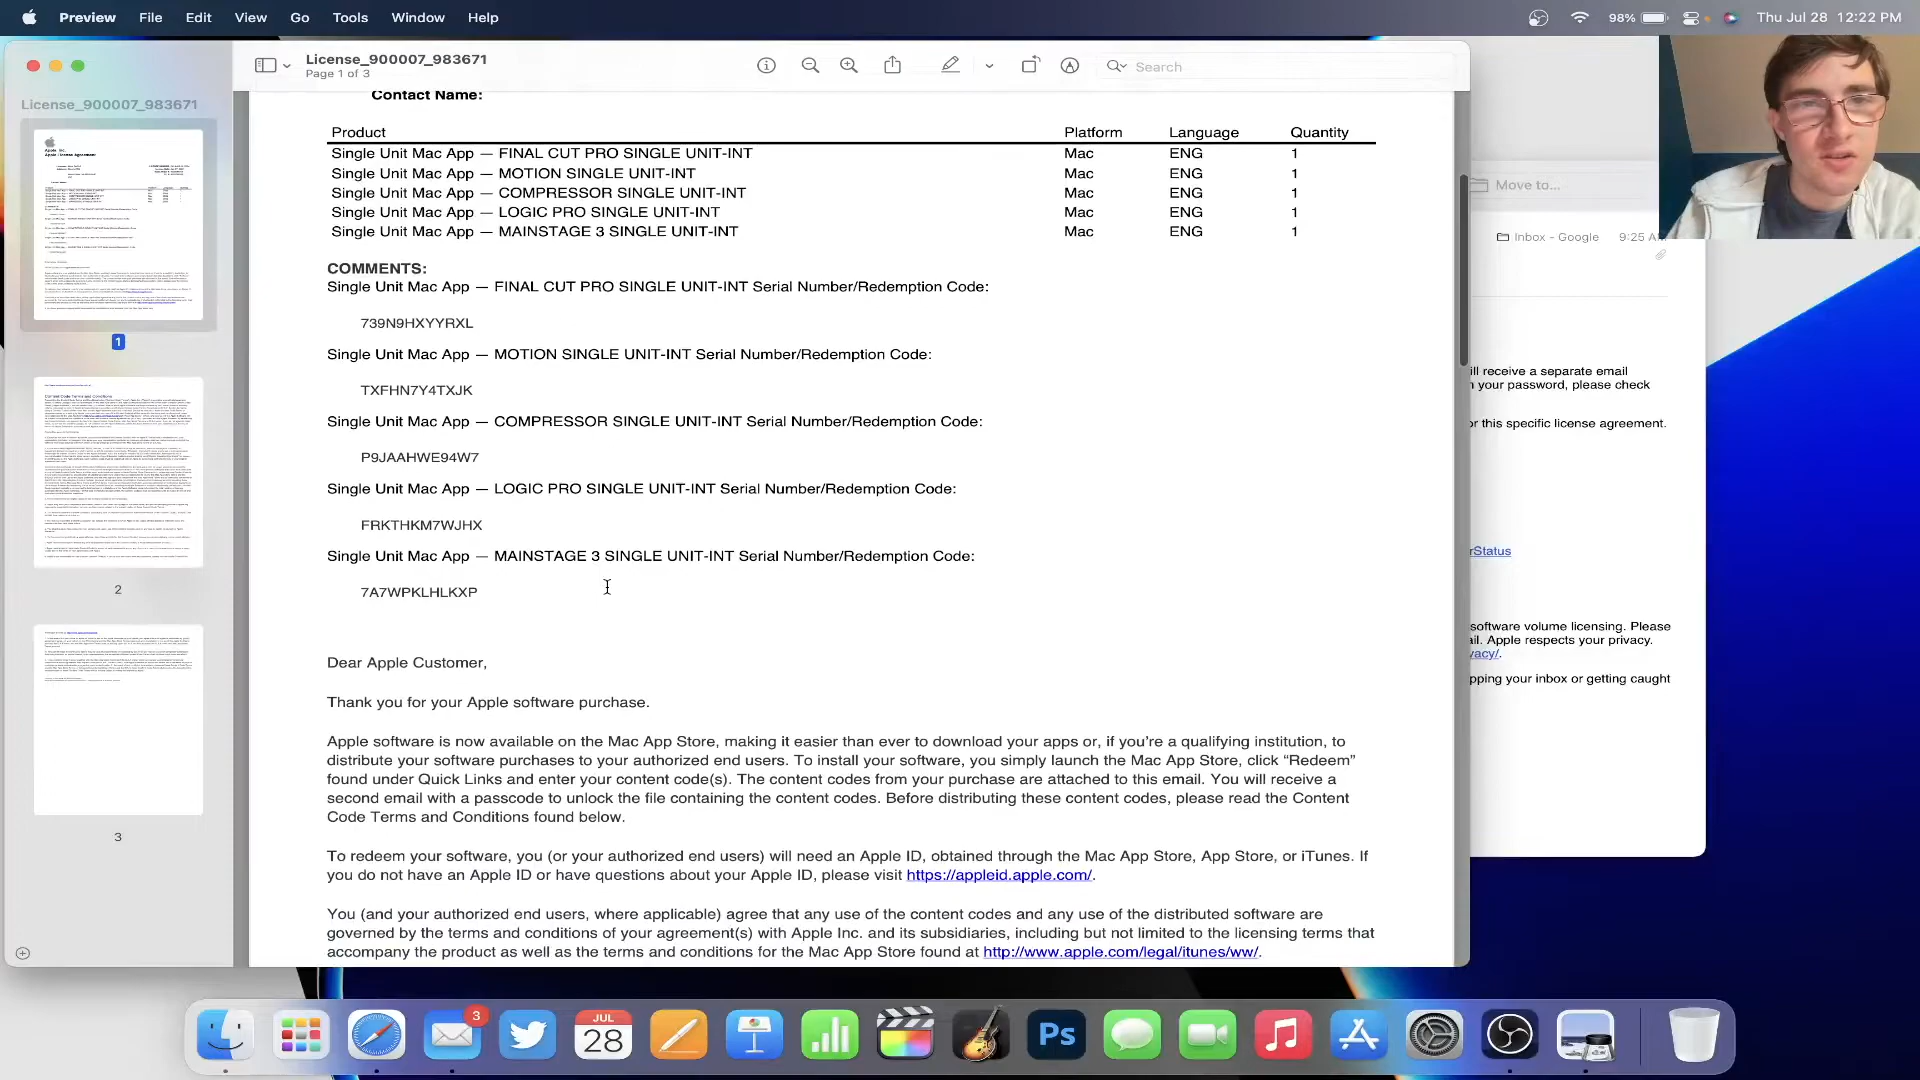 Preview File Edit View Go Tools Window Help 98% Thu Jul 28 12:22 PM
License_900007_983671
Page 1 of 3
Search
License_900007_983671
1
2
3
Contact Name:
Product Platform Language Quantity
Single Unit Mac App — FINAL CUT PRO SINGLE UNIT-INT Mac ENG 1
Single Unit Mac App — MOTION SINGLE UNIT-INT Mac ENG 1
Single Unit Mac App — COMPRESSOR SINGLE UNIT-INT Mac ENG 1
Single Unit Mac App — LOGIC PRO SINGLE UNIT-INT Mac ENG 1
Single Unit Mac App — MAINSTAGE 3 SINGLE UNIT-INT Mac ENG 1
COMMENTS:
Single Unit Mac App — FINAL CUT PRO SINGLE UNIT-INT Serial Number/Redemption Code:
739N9HXYYRXL
Single Unit Mac App — MOTION SINGLE UNIT-INT Serial Number/Redemption Code:
TXFHN7Y4TXJK
Single Unit Mac App — COMPRESSOR SINGLE UNIT-INT Serial Number/Redemption Code:
P9JAAHWE94W7
Single Unit Mac App — LOGIC PRO SINGLE UNIT-INT Serial Number/Redemption Code:
FRKTHKM7WJHX
Single Unit Mac App — MAINSTAGE 3 SINGLE UNIT-INT Serial Number/Redemption Code:
7A7WPKLHLKXP
Dear Apple Customer,
Thank you for your Apple software purchase.
Apple software is now available on the Mac App Store, making it easier than ever to download your apps or, if you’re a qualifying institution, to
distribute your software purchases to your authorized end users. To install your software, you simply launch the Mac App Store, click “Redeem”
found under Quick Links and enter your content code(s). The content codes from your purchase are attached to this email. You will receive a
second email with a passcode to unlock the file containing the content codes. Before distributing these content codes, please read the Content
Code Terms and Conditions found below.
To redeem your software, you (or your authorized end users) will need an Apple ID, obtained through the Mac App Store, App Store, or iTunes. If
you do not have an Apple ID or have questions about your Apple ID, please visit https://appleid.apple.com/.
You (and your authorized end users, where applicable) agree that any use of the content codes and any use of the distributed software are
governed by the terms and conditions of your agreement(s) with Apple Inc. and its subsidiaries, including but not limited to the licensing terms that
accompany the product as well as the terms and conditions for the Mac App Store found at http://www.apple.com/legal/itunes/ww/.
Move to...
Inbox - Google 9:25
ill receive a separate email
your password, please check
or this specific license agreement.
rStatus
software volume licensing. Please
ail. Apple respects your privacy.
vacy/.
pping your inbox or getting caught
3
JUL
28
Ps